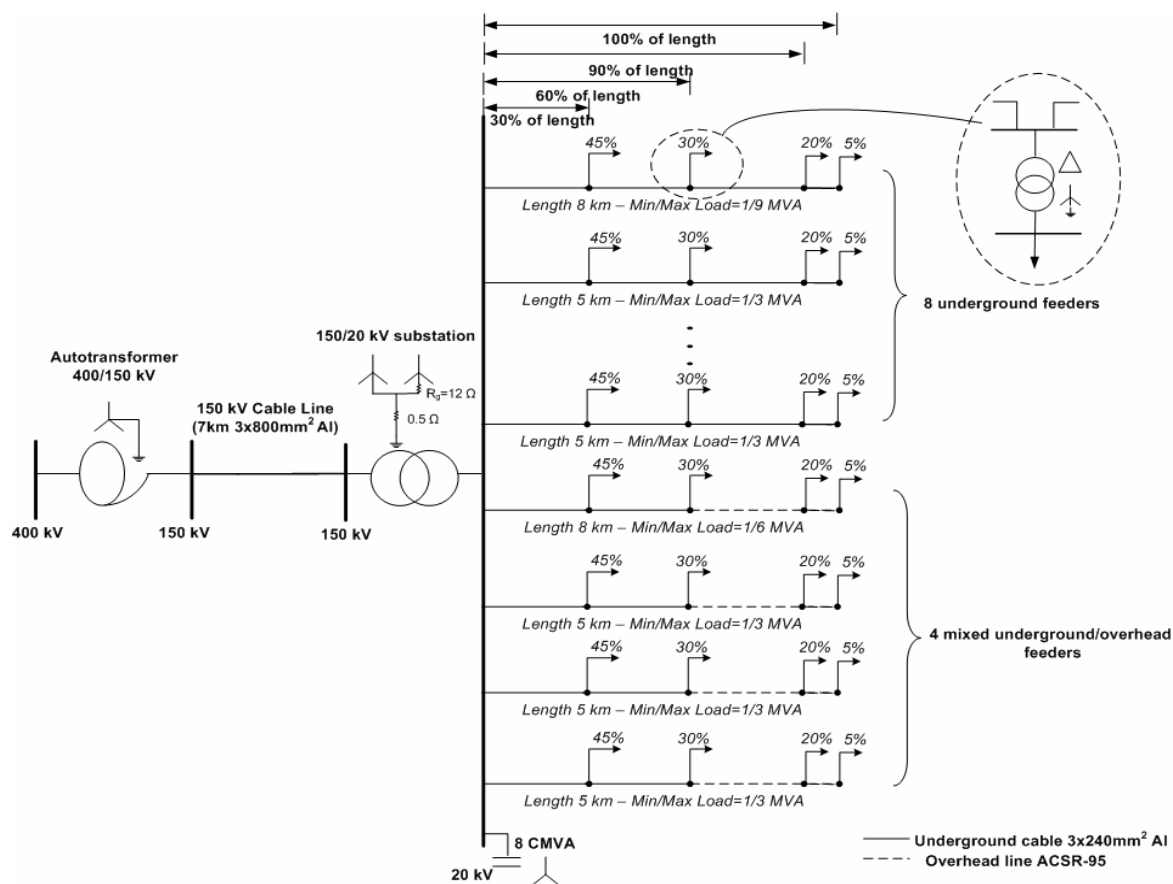 100% of length
90% of length
60% of length
30% of length
45% 30% 20% 5%
Length 8 km – Min/Max Load=1/9 MVA
45% 30% 20% 5%
Length 5 km – Min/Max Load=1/3 MVA
8 underground feeders
150/20 kV substation
Autotransformer
400/150 kV
Rg=12 Ω
0.5 Ω
150 kV Cable Line
(7km 3x800mm² Al)
45% 30% 20% 5%
Length 5 km – Min/Max Load=1/3 MVA
400 kV
150 kV
150 kV
45% 30% 20% 5%
Length 8 km – Min/Max Load=1/6 MVA
45% 30% 20% 5%
Length 5 km – Min/Max Load=1/3 MVA
4 mixed underground/overhead
feeders
45% 30% 20% 5%
Length 5 km – Min/Max Load=1/3 MVA
45% 30% 20% 5%
Length 5 km – Min/Max Load=1/3 MVA
8 CMVA
20 kV
Underground cable 3x240mm² Al
Overhead line ACSR-95